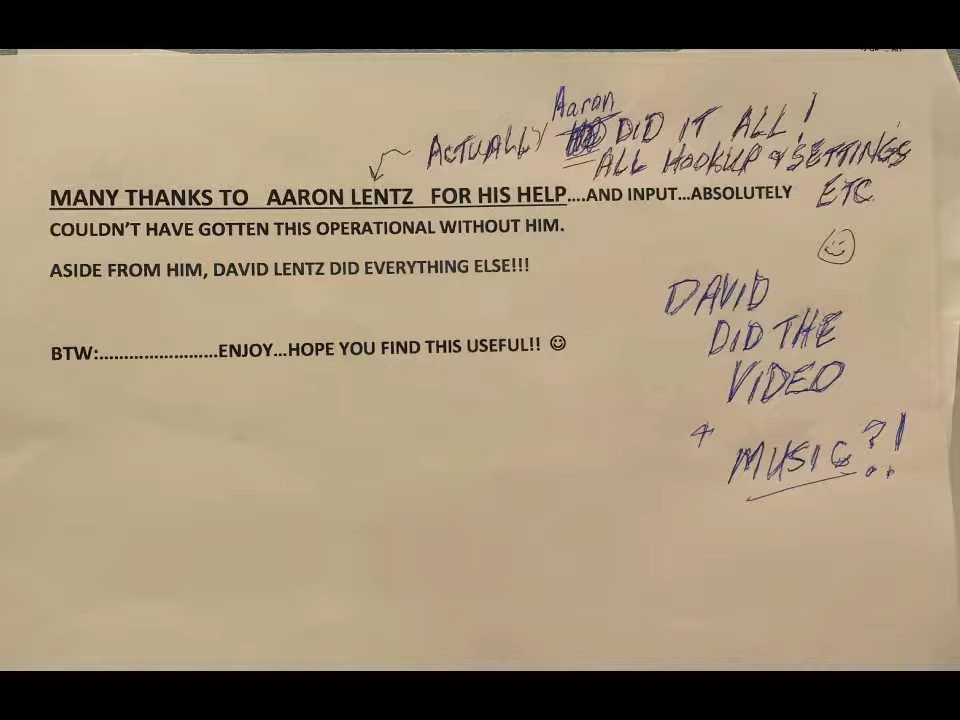 Aaron
ACTUALLY DID IT ALL!
ALL HOOKUP & SETTINGS
ETC.
MANY THANKS TO AARON LENTZ FOR HIS HELP....AND INPUT...ABSOLUTELY
COULDN'T HAVE GOTTEN THIS OPERATIONAL WITHOUT HIM.
ASIDE FROM HIM, DAVID LENTZ DID EVERYTHING ELSE!!!
BTW:........................ENJOY...HOPE YOU FIND THIS USEFUL!! ☺
DAVID
DID THE
VIDEO
+
MUSIC?!